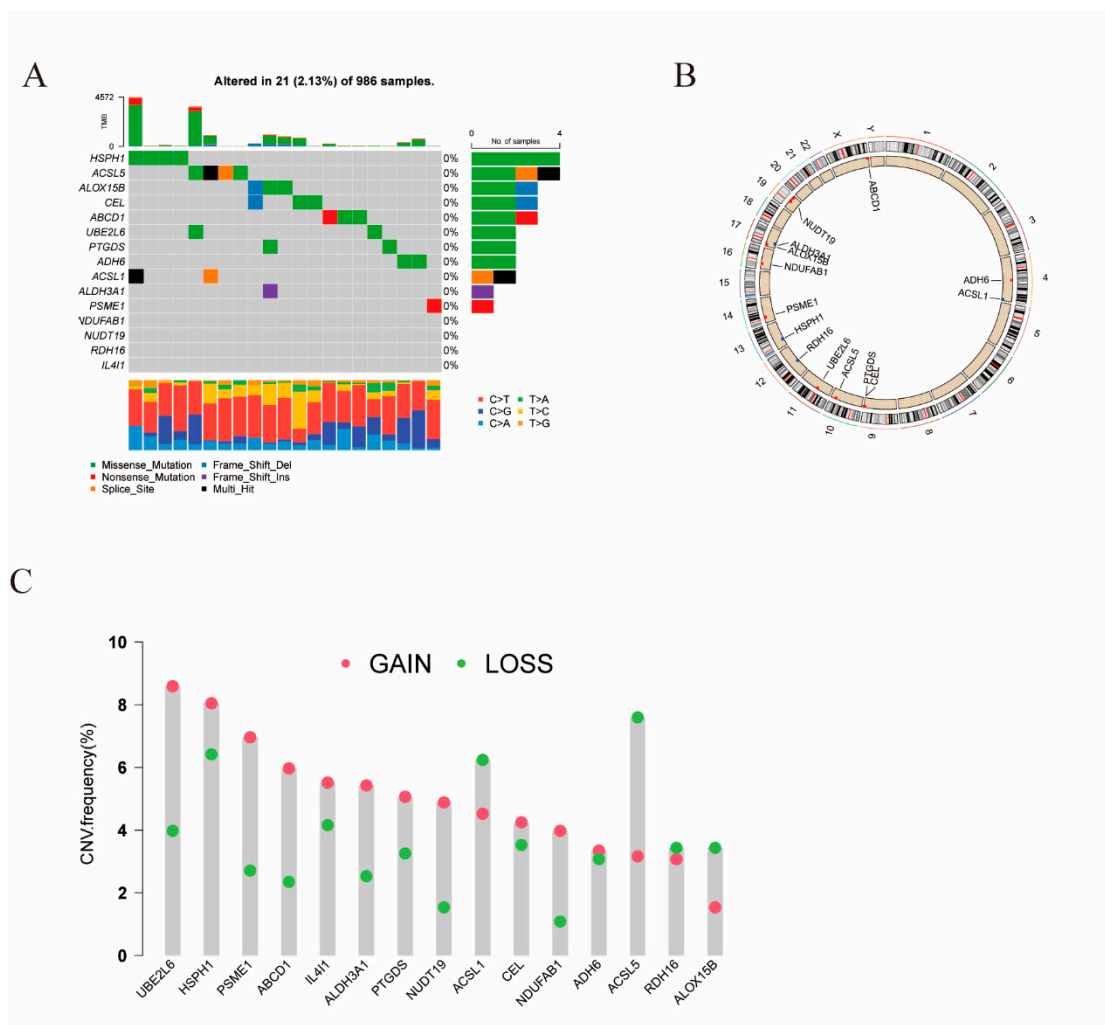 A
Altered in 21 (2.13%) of 986 samples.
4572
TMB
0
0
4
No. of samples
HSPH1 0%
ACSL5 0%
ALOX15B 0%
CEL 0%
ABCD1 0%
UBE2L6 0%
PTGDS 0%
ADH6 0%
ACSL1 0%
ALDH3A1 0%
PSME1 0%
NDUFAB1 0%
NUDT19 0%
RDH16 0%
IL4I1 0%
C>T T>A
C>G T>C
C>A T>G
Missense_Mutation Frame_Shift_Del
Nonsense_Mutation Frame_Shift_Ins
Splice_Site Multi_Hit
B
1
2
3
4
5
6
7
8
9
10
11
12
13
14
15
16
17
18
19
20
21
22
X
Y
ABCD1
NUDT19
ALDH3A1
ALOX15B
NDUFAB1
PSME1
HSPH1
RDH16
UBE2L6
ACSL5
PTGDS
CEL
ADH6
ACSL1
C
GAIN LOSS
CNV.frequency(%)
10
8
6
4
2
0
UBE2L6
HSPH1
PSME1
ABCD1
IL4I1
ALDH3A1
PTGDS
NUDT19
ACSL1
CEL
NDUFAB1
ADH6
ACSL5
RDH16
ALOX15B